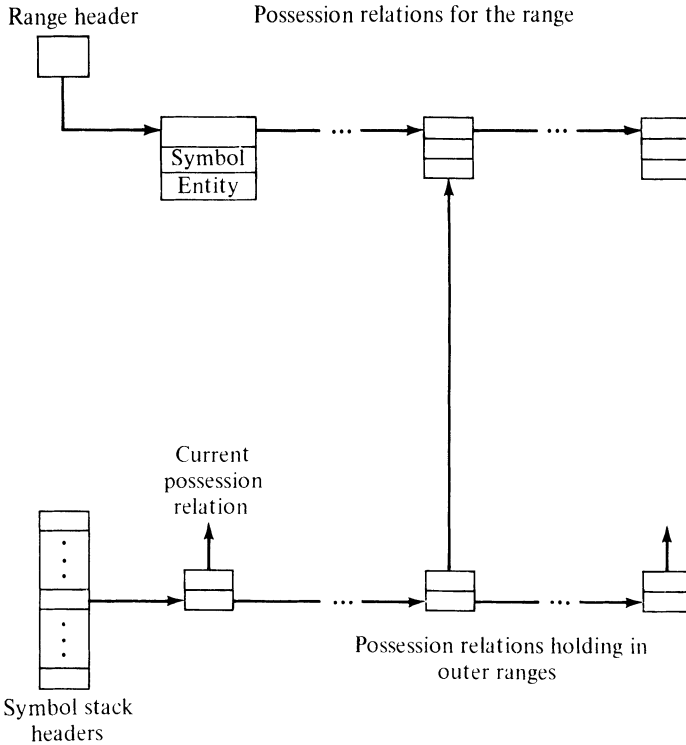 Range header
Possession relations for the range
...
...
Symbol
Entity
Current
possession
relation
...
...
Possession relations holding in
outer ranges
Symbol stack
headers